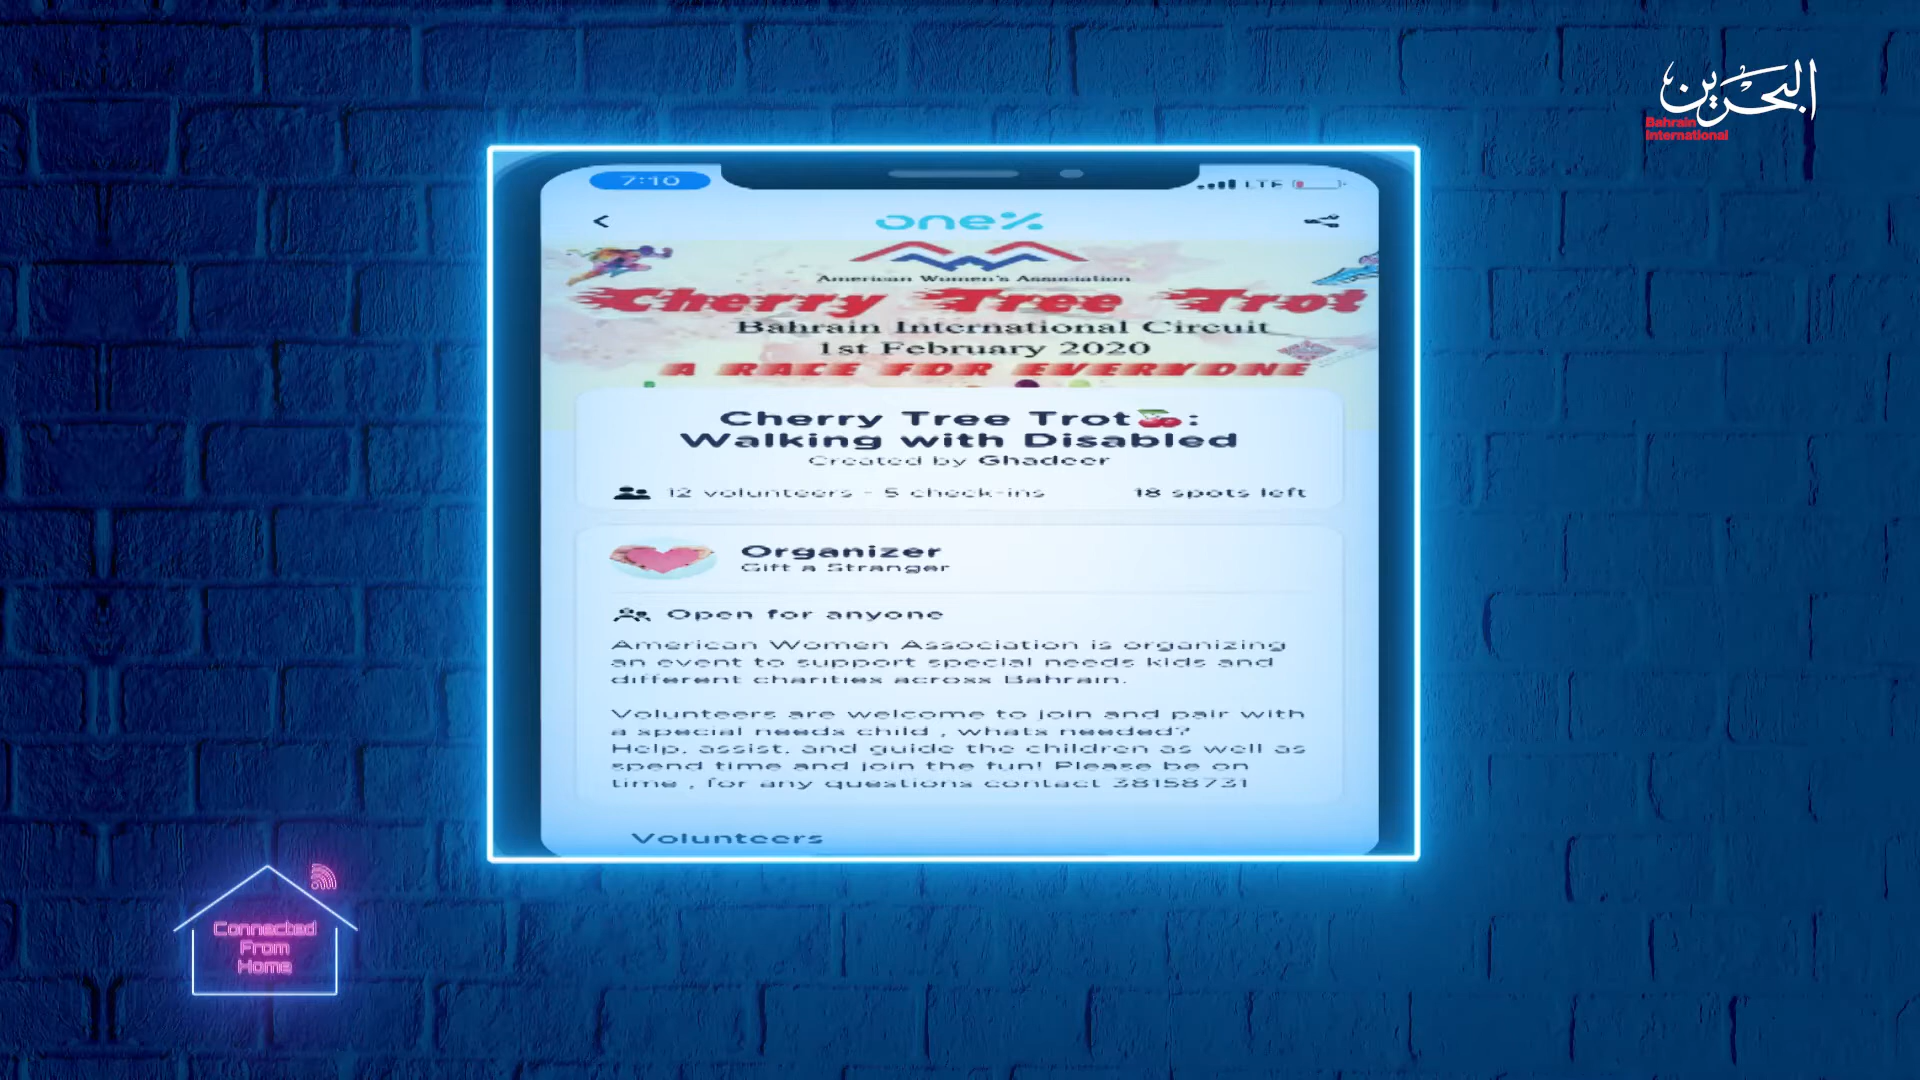 البحرين
Bahrain
International
7:10
LTE
one%
American Women's Association
Cherry Tree Trot
Bahrain International Circuit
1st February 2020
A RACE FOR EVERYONE
Cherry Tree Trot🍒:
Walking with Disabled
Created by Ghadeer
12 volunteers - 5 check-ins
18 spots left
Organizer
Gift a Stranger
Open for anyone
American Women Association is organizing
an event to support special needs kids and
different charities across Bahrain.
Volunteers are welcome to join and pair with
a special needs child , whats needed?
Help, assist, and guide the children as well as
spend time and join the fun! Please be on
time , for any questions contact 38158731
Volunteers
Connected
From
Home